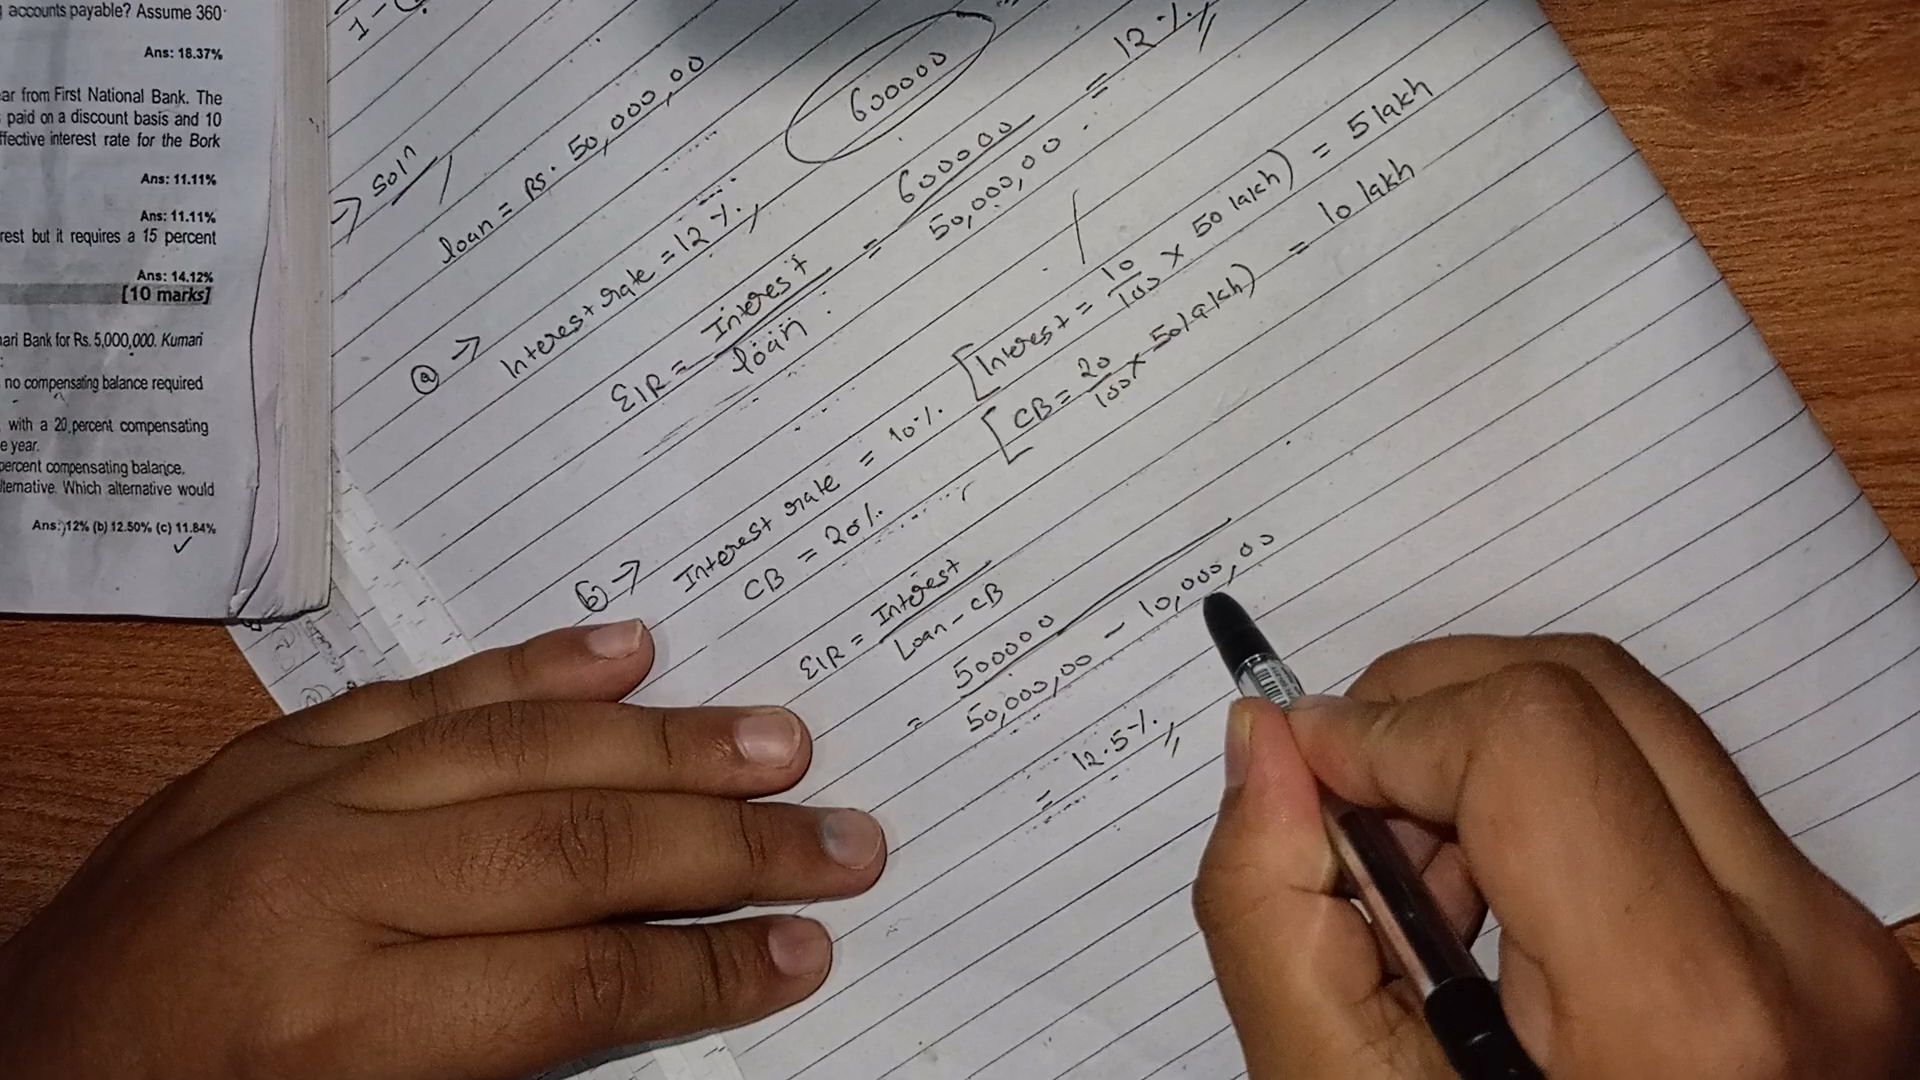 accounts payable? Assume 360
Ans: 18.37%
ar from First National Bank. The
paid on a discount basis and 10
ffective interest rate for the Bork
Ans: 11.11%
Ans: 11.11%
rest but it requires a 15 percent
Ans: 14.12%
[10 marks]
ari Bank for Rs. 5,000,000. Kumari
:
no compensating balance required
with a 20 percent compensating
e year.
percent compensating balance.
lternative. Which alternative would
Ans: 12% (b) 12.50% (c) 11.84%
1 -
→ Soln
loan = Rs. 50,000,00
600000
(a) →
Interest rate = 12%
EIR = Interest / loan = 600000 / 50,000,00 = 12%
(b) → Interest rate = 10% [Interest = 10/100 × 50 lakh) = 5 lakh
CB = 20% [CB = 20/100 × 50 lakh) = 10 lakh
EIR = Interest / Loan - CB
= 500000 / 50,000,00 - 10,000,00
= 12.5%